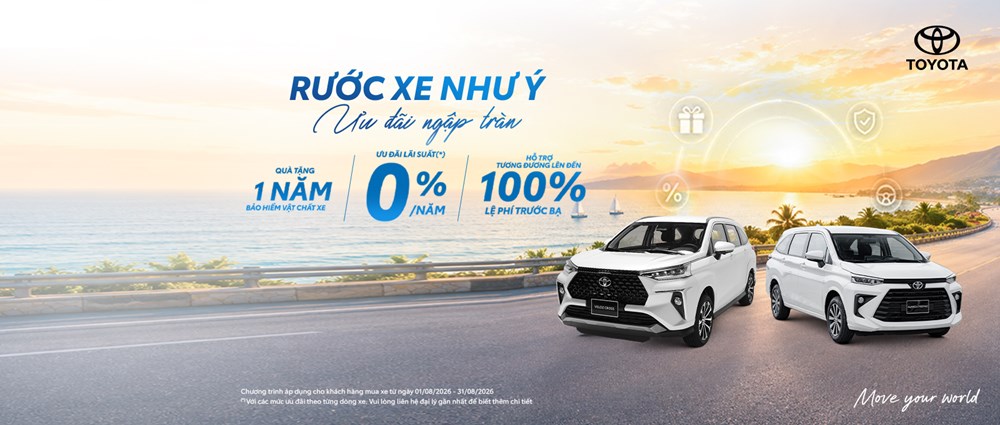 TOYOTA
RƯỚC XE NHƯ Ý
Ưu đãi ngập tràn
QUÀ TẶNG
1 NĂM
BẢO HIỂM VẬT CHẤT XE
ƯU ĐÃI LÃI SUẤT(*)
0%
/NĂM
HỖ TRỢ
TƯƠNG ĐƯƠNG LÊN ĐẾN
100%
LỆ PHÍ TRƯỚC BẠ
%
Chương trình áp dụng cho khách hàng mua xe từ ngày 01/08/2026 - 31/08/2026
(*) Với các mức ưu đãi theo từng dòng xe. Vui lòng liên hệ đại lý gần nhất để biết thêm chi tiết
Move your world